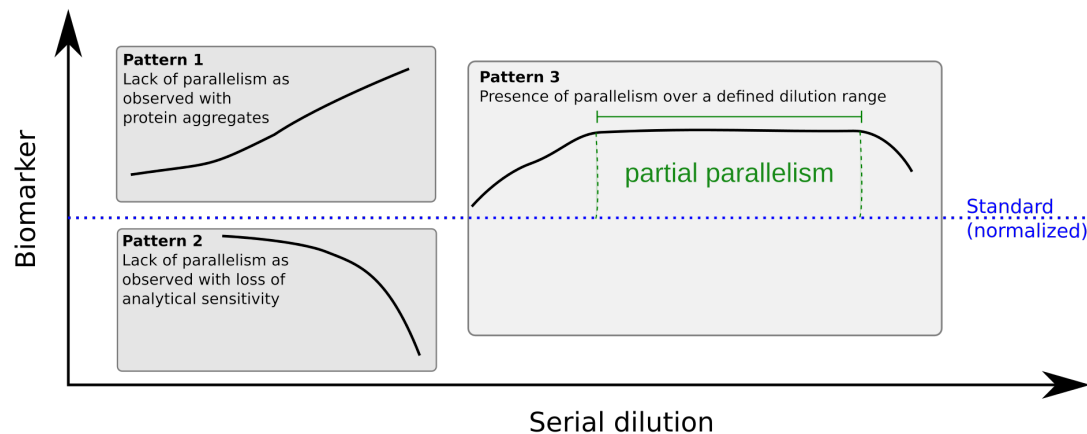 Pattern 1
Lack of parallelism as
observed with
protein aggregates
Pattern 3
Presence of parallelism over a defined dilution range
partial parallelism
Biomarker
Standard
(normalized)
Pattern 2
Lack of parallelism as
observed with loss of
analytical sensitivity
Serial dilution